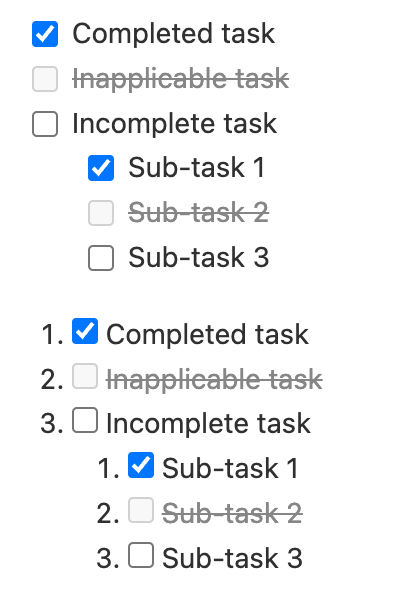 Completed task
Inapplicable task
Incomplete task
Sub-task 1
Sub-task 2
Sub-task 3
1. Completed task
2. Inapplicable task
3. Incomplete task
1. Sub-task 1
2. Sub-task 2
3. Sub-task 3